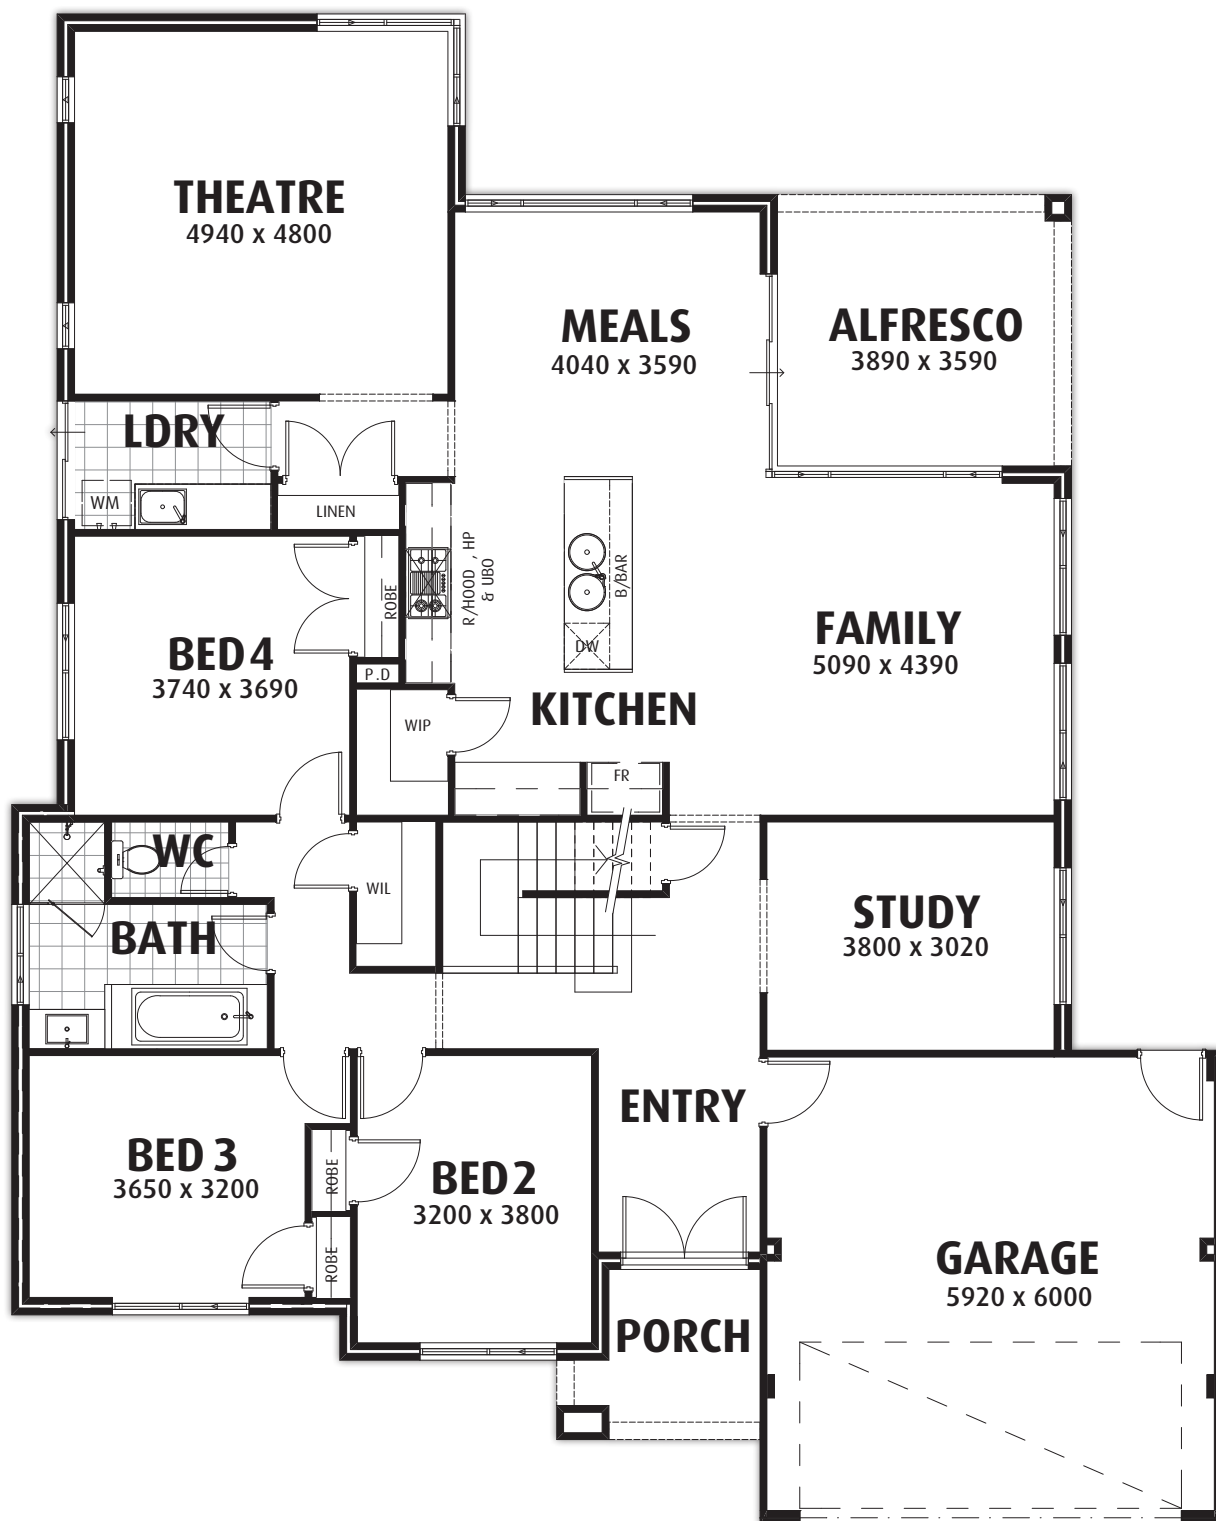 THEATRE
4940 x 4800
MEALS
4040 x 3590
ALFRESCO
3890 x 3590
LDRY
WM
LINEN
R/HOOD , HP
& UBO
B/BAR
DW
ROBE
BED 4
3740 x 3690
P.D
WIP
KITCHEN
FR
FAMILY
5090 x 4390
WC
WIL
BATH
STUDY
3800 x 3020
ENTRY
BED 3
3650 x 3200
ROBE
ROBE
BED 2
3200 x 3800
GARAGE
5920 x 6000
PORCH